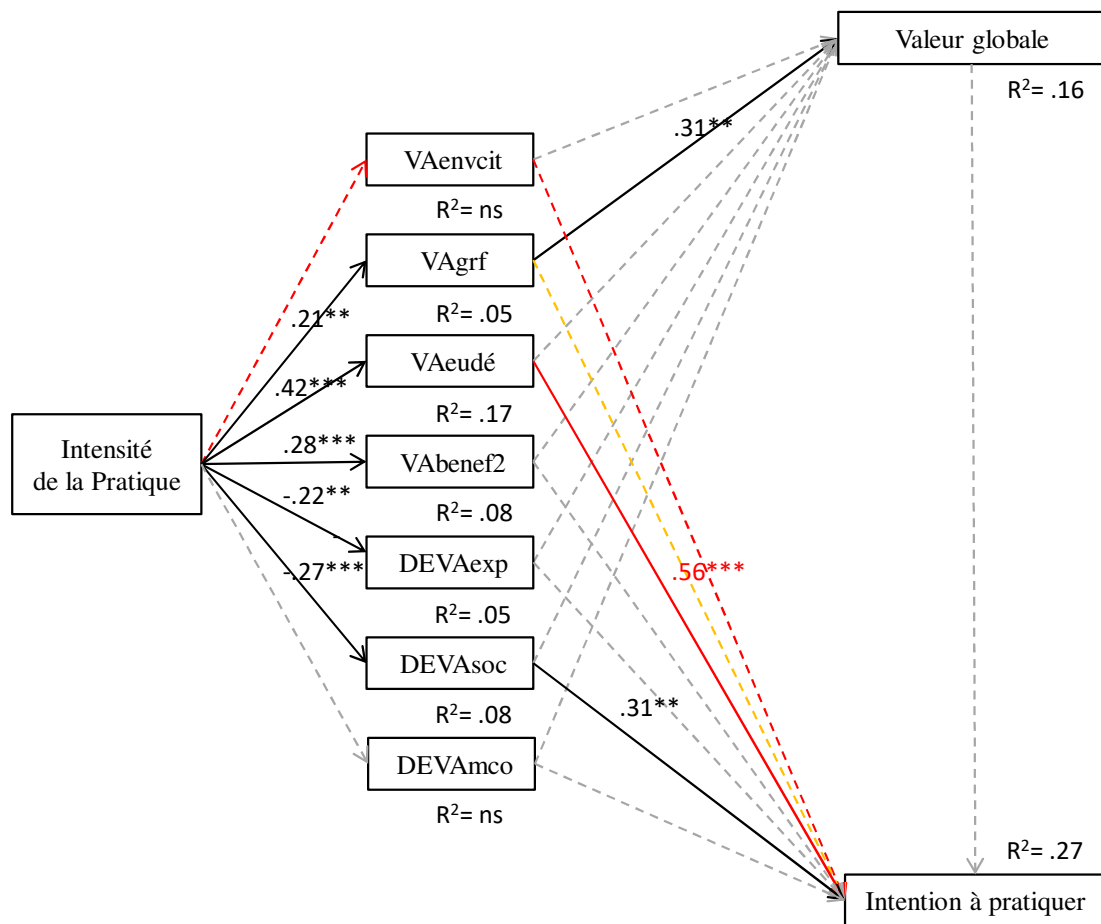 Valeur globale
R²= .16
.31**
VAenvcit
R²= ns
VAgrf
.21**
R²= .05
VAeudé
.42***
R²= .17
Intensité
de la Pratique
.28***
VAbenef2
-.22**
R²= .08
-
DEVAexp
-.27***
.56***
R²= .05
DEVAsoc
.31**
R²= .08
DEVAmco
R²= ns
R²= .27
Intention à pratiquer